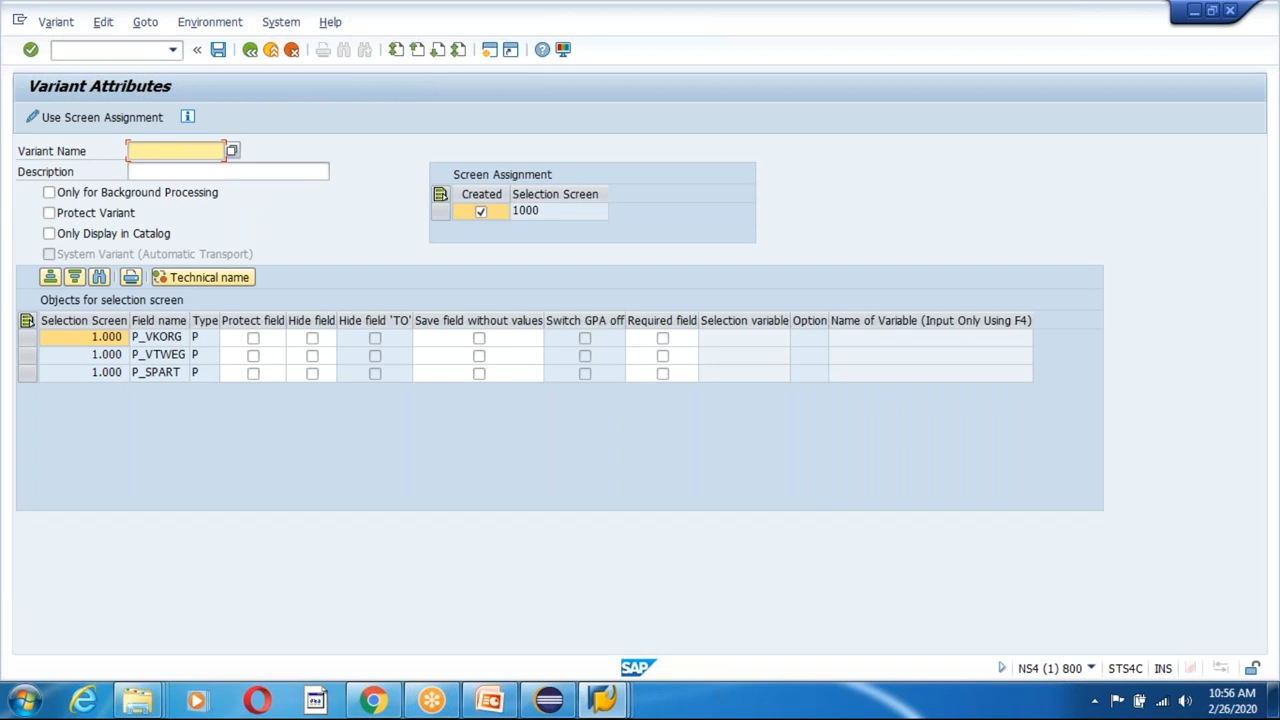 Variant Edit Goto Environment System Help
Variant Attributes
Use Screen Assignment
Variant Name
Description
Only for Background Processing
Protect Variant
Only Display in Catalog
System Variant (Automatic Transport)
Screen Assignment
Created Selection Screen
1000
Technical name
Objects for selection screen
Selection Screen Field name Type Protect field Hide field Hide field 'TO' Save field without values Switch GPA off Required field Selection variable Option Name of Variable (Input Only Using F4)
1.000 P_VKORG P
1.000 P_VTWEG P
1.000 P_SPART P
SAP
NS4 (1) 800 STS4C INS
10:56 AM
2/26/2020